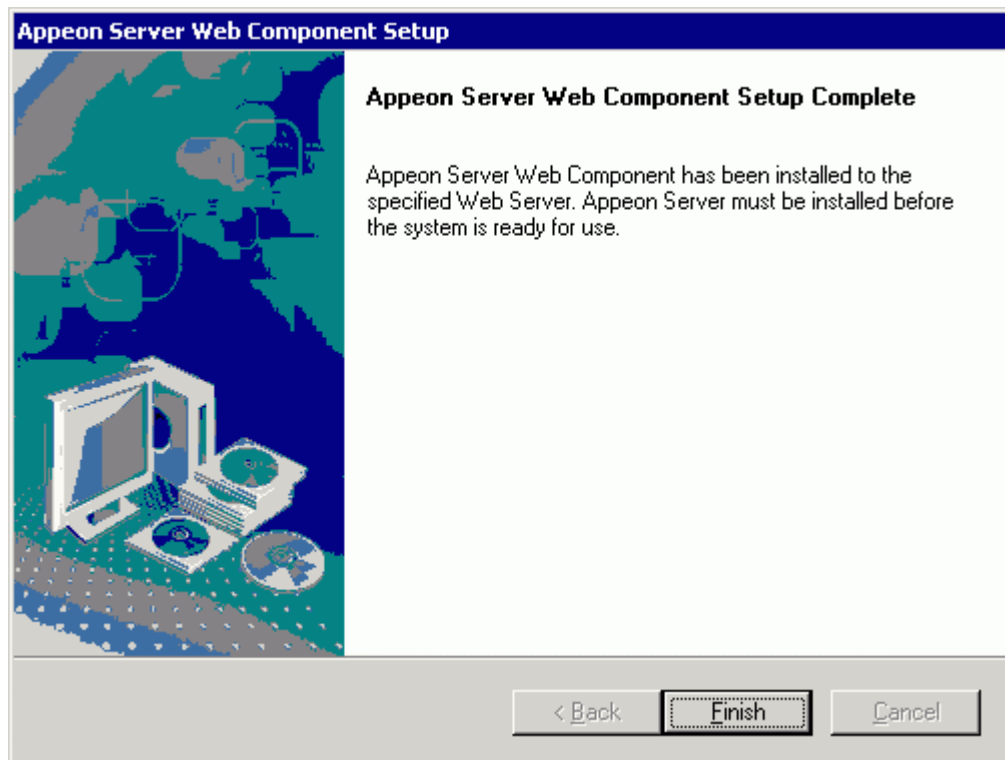 Appeon Server Web Component Setup
Appeon Server Web Component Setup Complete
Appeon Server Web Component has been installed to the
specified Web Server. Appeon Server must be installed before
the system is ready for use.
< Back
Finish
Cancel